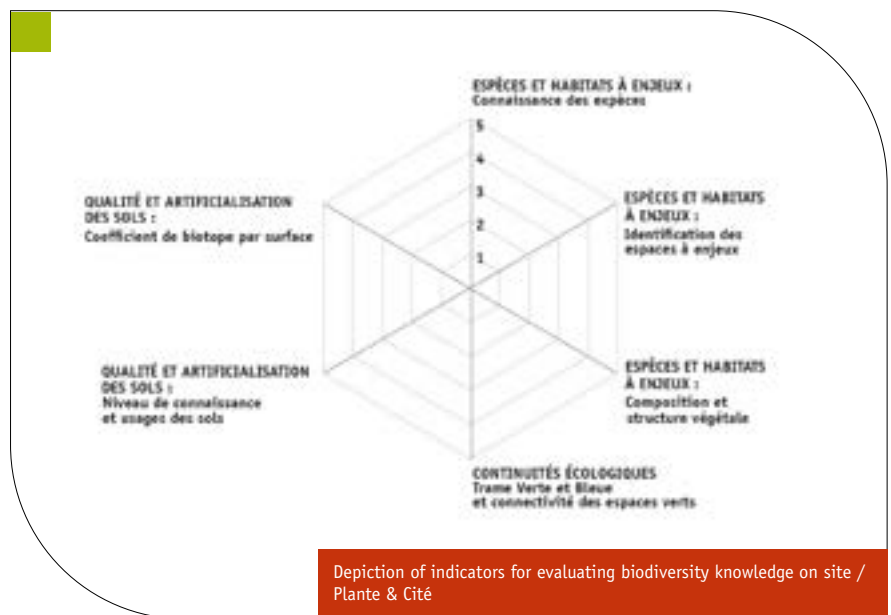 ESPÈCES ET HABITATS À ENJEUX :
Connaissance des expèces
5
4
3
2
1
QUALITÉ ET ARTIFICIALISATION
DES SOLS :
Coefficient de biotope par surface
ESPÈCES ET HABITATS
À ENJEUX :
Identification des
espaces à enjeux
QUALITÉ ET ARTIFICIALISATION
DES SOLS :
Niveau de connaissance
et usages des sols
ESPÈCES ET HABITATS
À ENJEUX :
Composition et
structure végétale
CONTINUITÉS ÉCOLOGIQUES
Trame Verte et Bleue
et connectivité des espaces verts
Depiction of indicators for evaluating biodiversity knowledge on site /
Plante & Cité